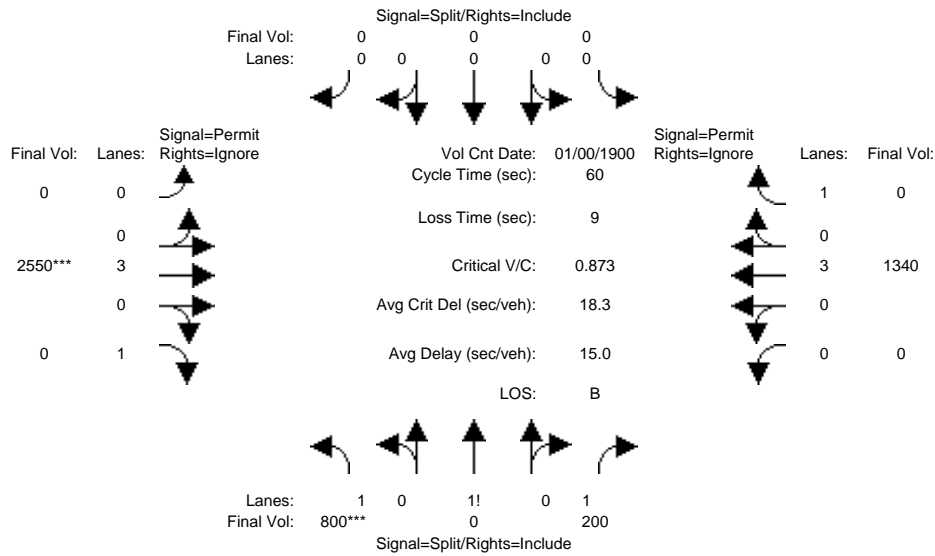 Signal=Split/Rights=Include
Final Vol: 0 0 0
Lanes: 0 0 0 0 0
Signal=Permit Signal=Permit
Final Vol: Lanes: Rights=Ignore Vol Cnt Date: 01/00/1900 Rights=Ignore Lanes: Final Vol:
Cycle Time (sec): 60
0 0 1 0
Loss Time (sec): 9
0 0
2550*** 3 Critical V/C: 0.873 3 1340
0 Avg Crit Del (sec/veh): 18.3 0
0 1 Avg Delay (sec/veh): 15.0 0 0
LOS: B
Lanes: 1 0 1! 0 1
Final Vol: 800*** 0 200
Signal=Split/Rights=Include